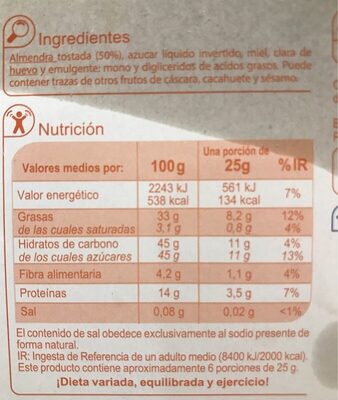 Ingredientes
Almendra tostada (50%), azucar líquido invertido, miel, clara de
huevo y emulgente: mono y digliceridos de acidos grasos. Puede
contener trazas de otros frutos de cáscara, cacahuete y sésamo.
Nutrición
Valores medios por: 100g Una porción de 25g %IR
Valor energético 2243 kJ 538 kcal 561 kJ 134 kcal 7%
Grasas 33 g 8,2 g 12%
de las cuales saturadas 3,1 g 0,8 g 4%
Hidratos de carbono 45 g 11 g 4%
de los cuales azúcares 45 g 11 g 13%
Fibra alimentaria 4,2 g 1,1 g 4%
Proteínas 14 g 3,5 g 7%
Sal 0,08 g 0,02 g <1%
El contenido de sal obedece exclusivamente al sodio presente de
forma natural.
IR: Ingesta de Referencia de un adulto medio (8400 kJ/2000 kcal).
Este producto contiene aproximadamente 6 porciones de 25 g.
¡Dieta variada, equilibrada y ejercicio!